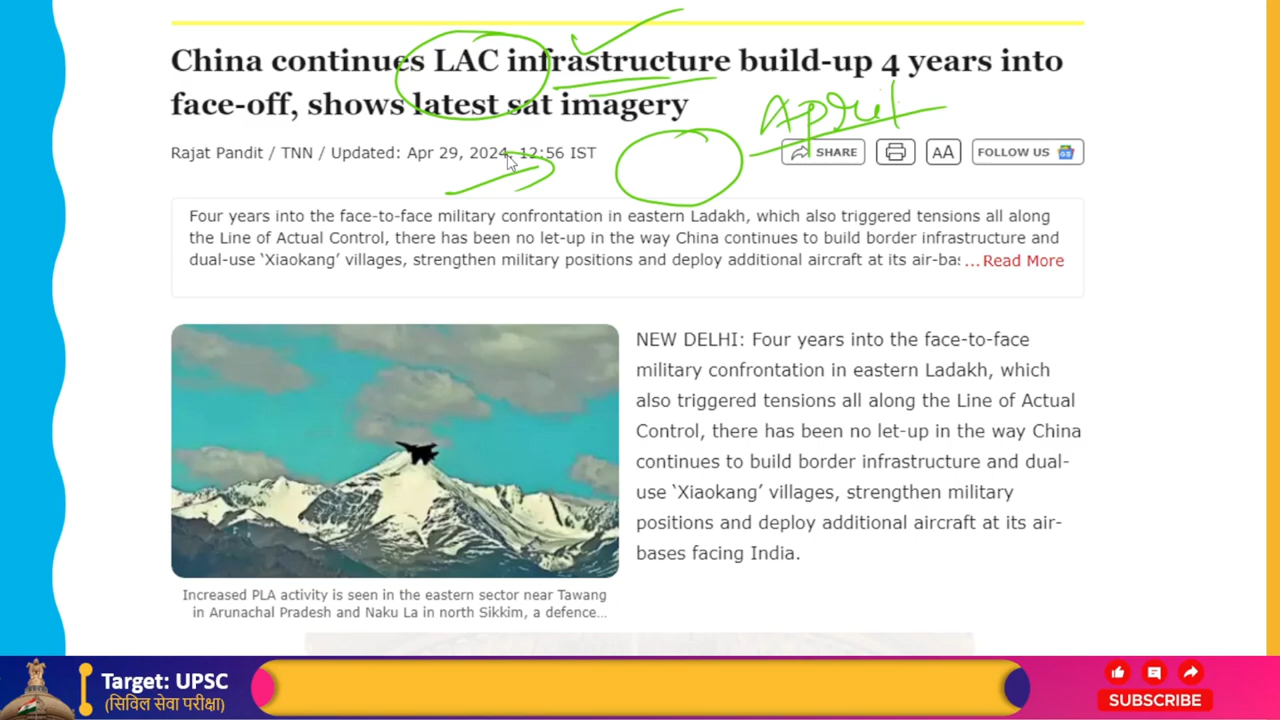 China continues LAC infrastructure build-up 4 years into
face-off, shows latest sat imagery
April
Rajat Pandit / TNN / Updated: Apr 29, 2024, 12:56 IST
SHARE
AA
FOLLOW US
Four years into the face-to-face military confrontation in eastern Ladakh, which also triggered tensions all along
the Line of Actual Control, there has been no let-up in the way China continues to build border infrastructure and
dual-use ‘Xiaokang’ villages, strengthen military positions and deploy additional aircraft at its air-bas ...Read More
NEW DELHI: Four years into the face-to-face
military confrontation in eastern Ladakh, which
also triggered tensions all along the Line of Actual
Control, there has been no let-up in the way China
continues to build border infrastructure and dual-
use ‘Xiaokang’ villages, strengthen military
positions and deploy additional aircraft at its air-
bases facing India.
Increased PLA activity is seen in the eastern sector near Tawang
in Arunachal Pradesh and Naku La in north Sikkim, a defence...
Target: UPSC
(सिविल सेवा परीक्षा)
SUBSCRIBE